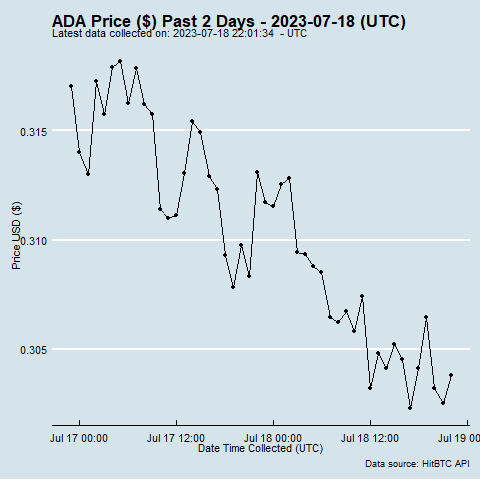 ADA Price ($) Past 2 Days - 2023-07-18 (UTC)
Latest data collected on: 2023-07-18 22:01:34  - UTC
0.315
0.310
0.305
Price USD ($)
Jul 17 00:00
Jul 17 12:00
Jul 18 00:00
Jul 18 12:00
Jul 19 00
Date Time Collected (UTC)
Data source: HitBTC API